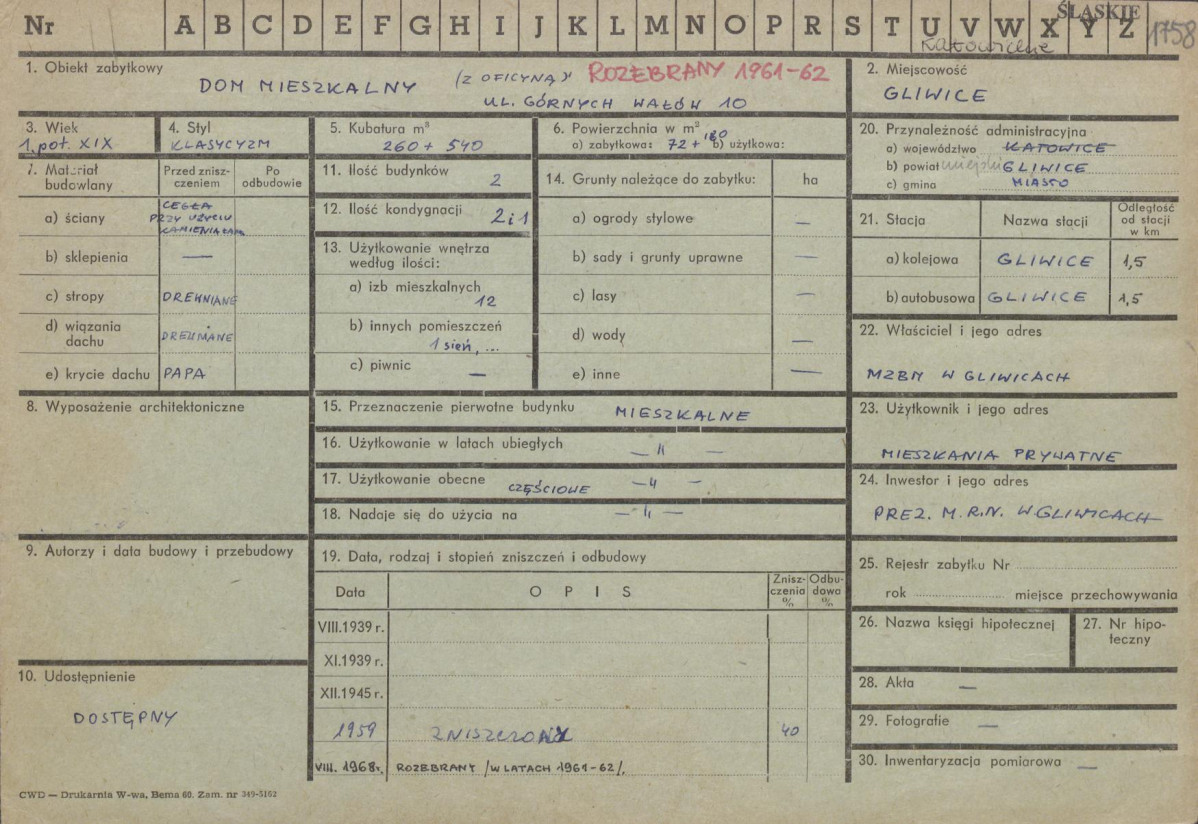 Nr A B C D E F G H I J K L M N O P R S T U V W X Y Z
ŚLĄSKIE
1758
Katowickie
1. Obiekt zabytkowy
DOM MIESZKALNY (Z OFICYNĄ) ROZEBRANY 1961-62
UL. GÓRNYCH WAŁÓW 10
2. Miejscowość
GLIWICE
3. Wiek
1. poł. XIX
4. Styl
KLASYCYZM
5. Kubatura m³
260 + 540
6. Powierzchnia w m²
a) zabytkowa: 72 + 180 b) użytkowa:
7. Materiał budowlany
Przed zniszczeniem
Po odbudowie
a) ściany
CEGŁA
PRZY UŻYCIU
KAMIENIA ŁAM
b) sklepienia —
c) stropy DREWNIANE
d) wiązania dachu DREWNIANE
e) krycie dachu PAPA
11. Ilość budynków
2
12. Ilość kondygnacji
2 i 1
13. Użytkowanie wnętrza
według ilości:
a) izb mieszkalnych
12
b) innych pomieszczeń
1 sień, ...
c) piwnic
—
14. Grunty należące do zabytku: ha
a) ogrody stylowe —
b) sady i grunty uprawne —
c) lasy —
d) wody —
e) inne —
20. Przynależność administracyjna
a) województwo KATOWICE
b) powiat miejski GLIWICE
c) gmina MIASTO
21. Stacja Nazwa stacji Odległość od stacji w km
a) kolejowa GLIWICE 1,5
b) autobusowa GLIWICE 1,5
22. Właściciel i jego adres
MZBM W GLIWICACH
8. Wyposażenie architektoniczne
15. Przeznaczenie pierwotne budynku MIESZKALNE
16. Użytkowanie w latach ubiegłych — " —
17. Użytkowanie obecne CZĘŚCIOWE — " —
18. Nadaje się do użycia na — " —
23. Użytkownik i jego adres
MIESZKANIA PRYWATNE
24. Inwestor i jego adres
PREZ. M.R.N. W GLIWICACH
9. Autorzy i data budowy i przebudowy
19. Data, rodzaj i stopień zniszczeń i odbudowy
Data O P I S Zniszczenia % Odbudowa %
VIII.1939 r.
XI.1939 r.
XII.1945 r.
1959 ZNISZCZONY 40
VIII. 1968r. ROZEBRANY /W LATACH 1961-62/.
25. Rejestr zabytku Nr
rok miejsce przechowywania
26. Nazwa księgi hipotecznej
27. Nr hipoteczny
10. Udostępnienie
DOSTĘPNY
28. Akta —
29. Fotografie —
30. Inwentaryzacja pomiarowa —
CWD — Drukarnia W-wa, Bema 60. Zam. nr 349-5162